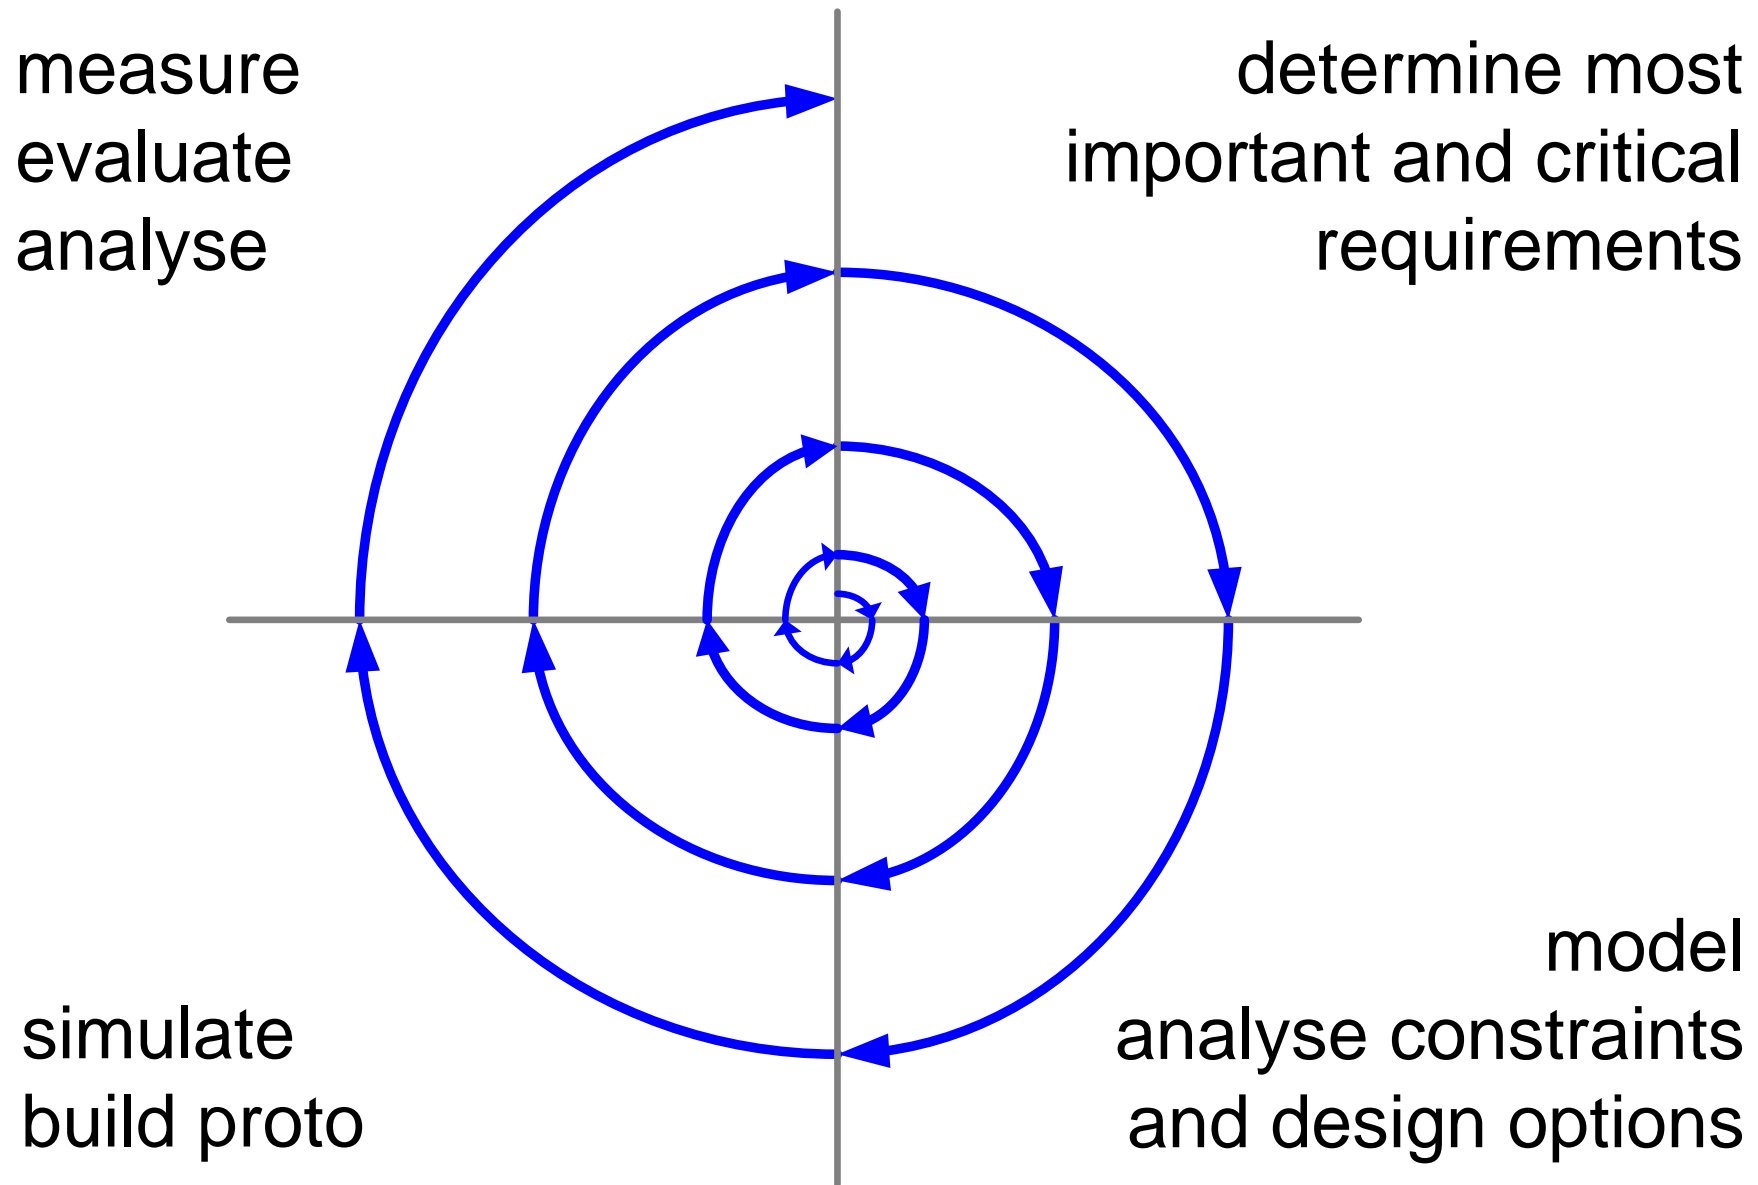 measure
evaluate
analyse
determine most
important and critical
requirements
simulate
build proto
model
analyse constraints
and design options